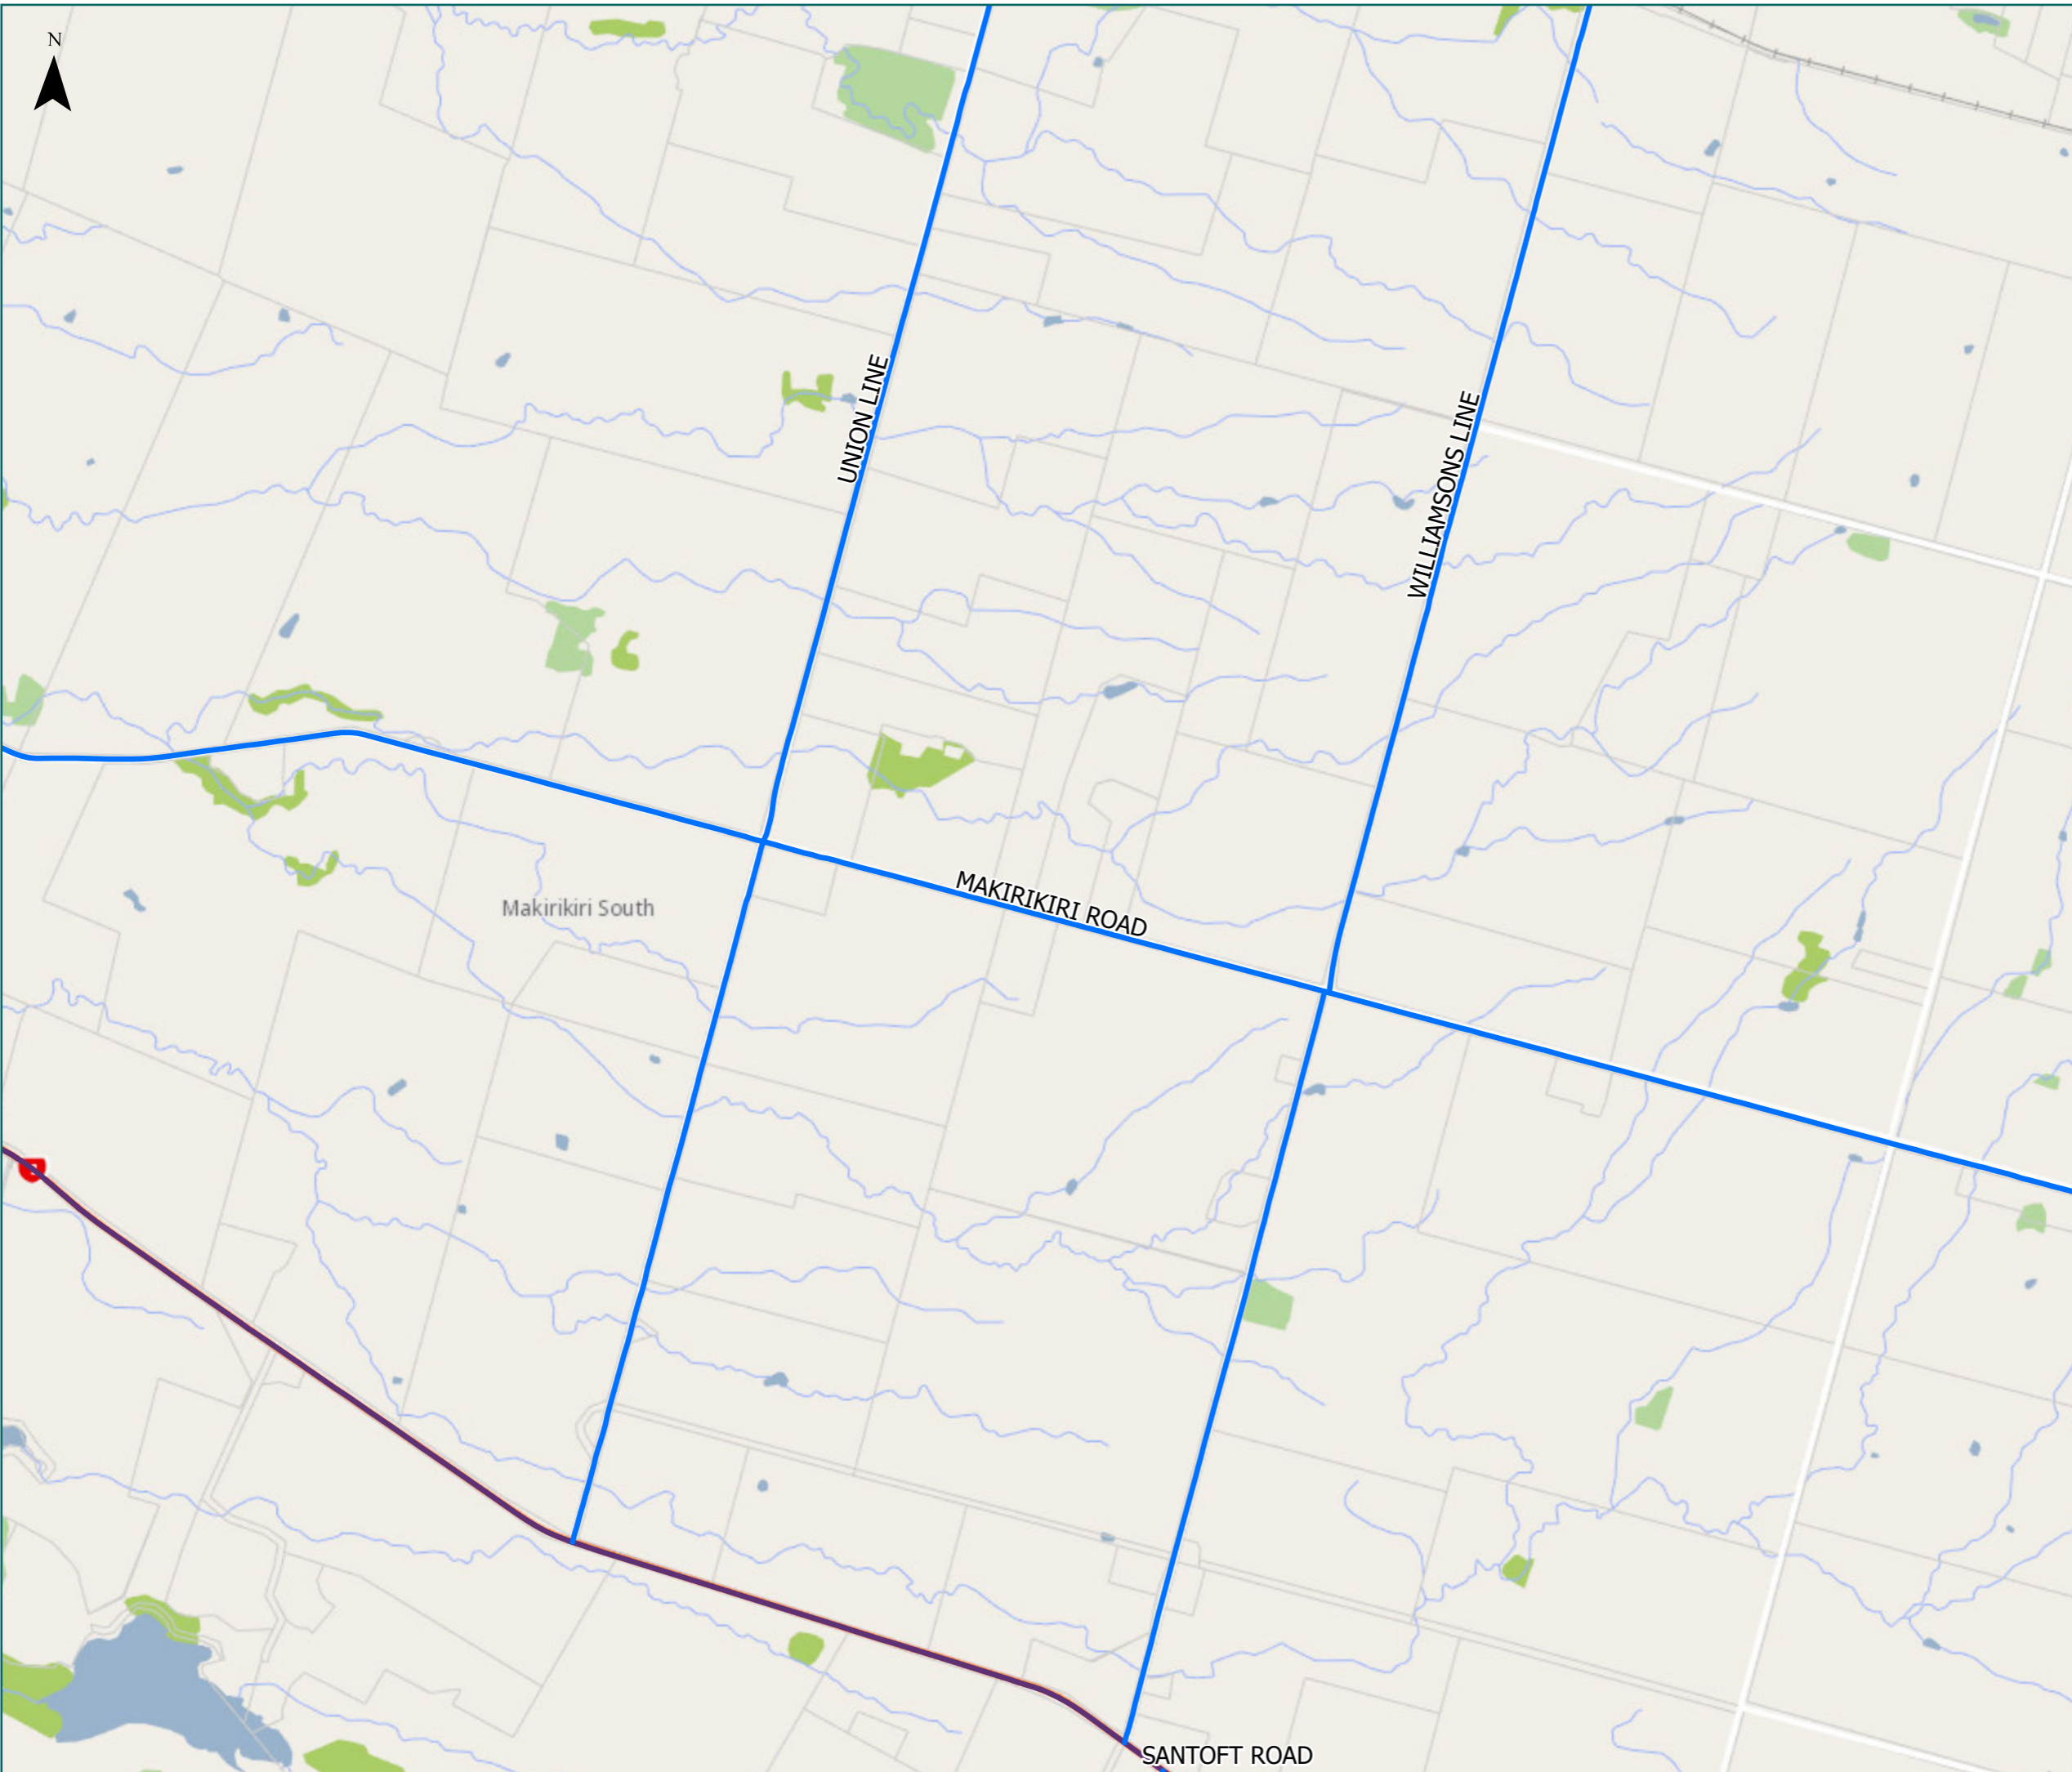 N
UNION LINE
WILLIAMSONS LINE
MAKIRIKIRI ROAD
Makirikiri South
SANTOFT ROAD